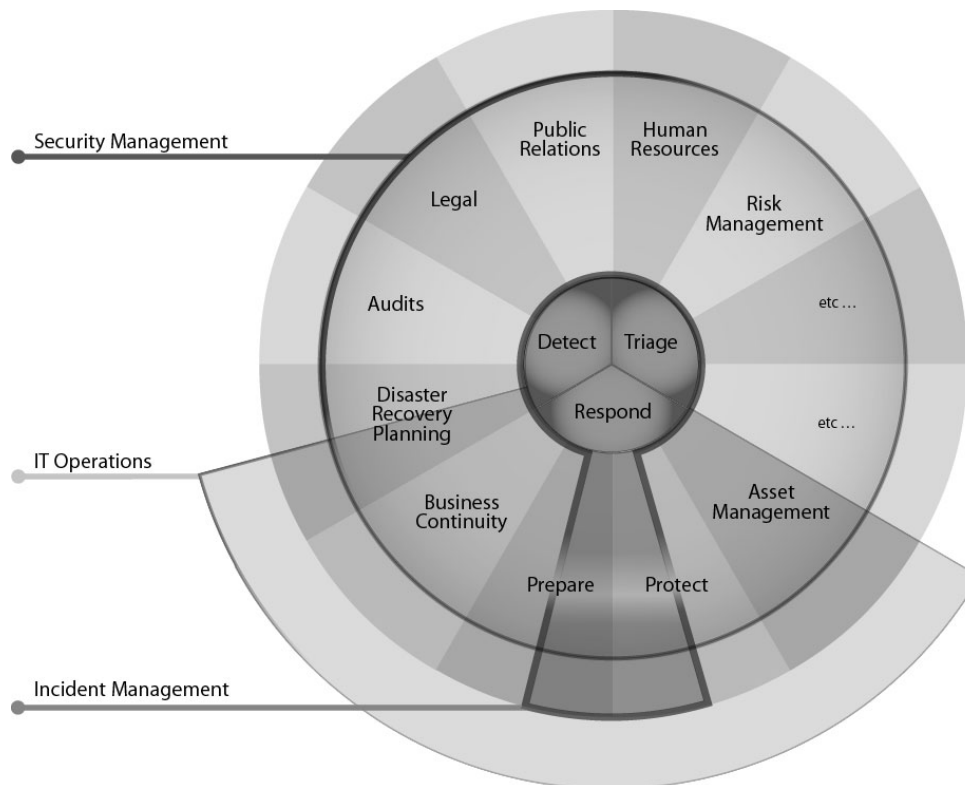 Security Management
IT Operations
Incident Management
Public
Relations
Human
Resources
Legal
Risk
Management
Audits
etc ...
Detect
Triage
Respond
Disaster
Recovery
Planning
etc ...
Business
Continuity
Asset
Management
Prepare
Protect